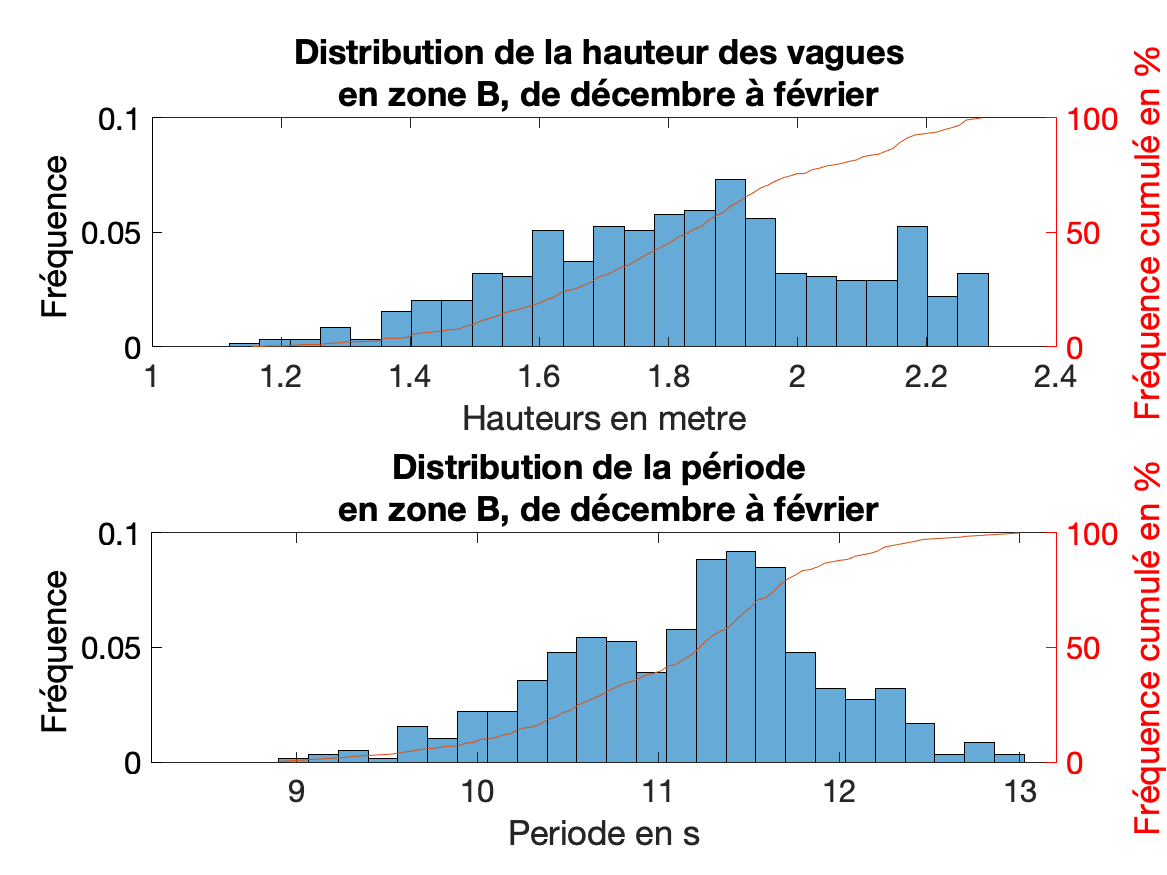 Distribution de la hauteur des vagues
en zone B, de décembre à février
0.1
0.05
0
Fréquence
100
50
0
Fréquence cumulé en %
1 1.2 1.4 1.6 1.8 2 2.2 2.4
Hauteurs en metre
Distribution de la période
en zone B, de décembre à février
0.1
0.05
0
Fréquence
100
50
0
Fréquence cumulé en %
9 10 11 12 13
Periode en s